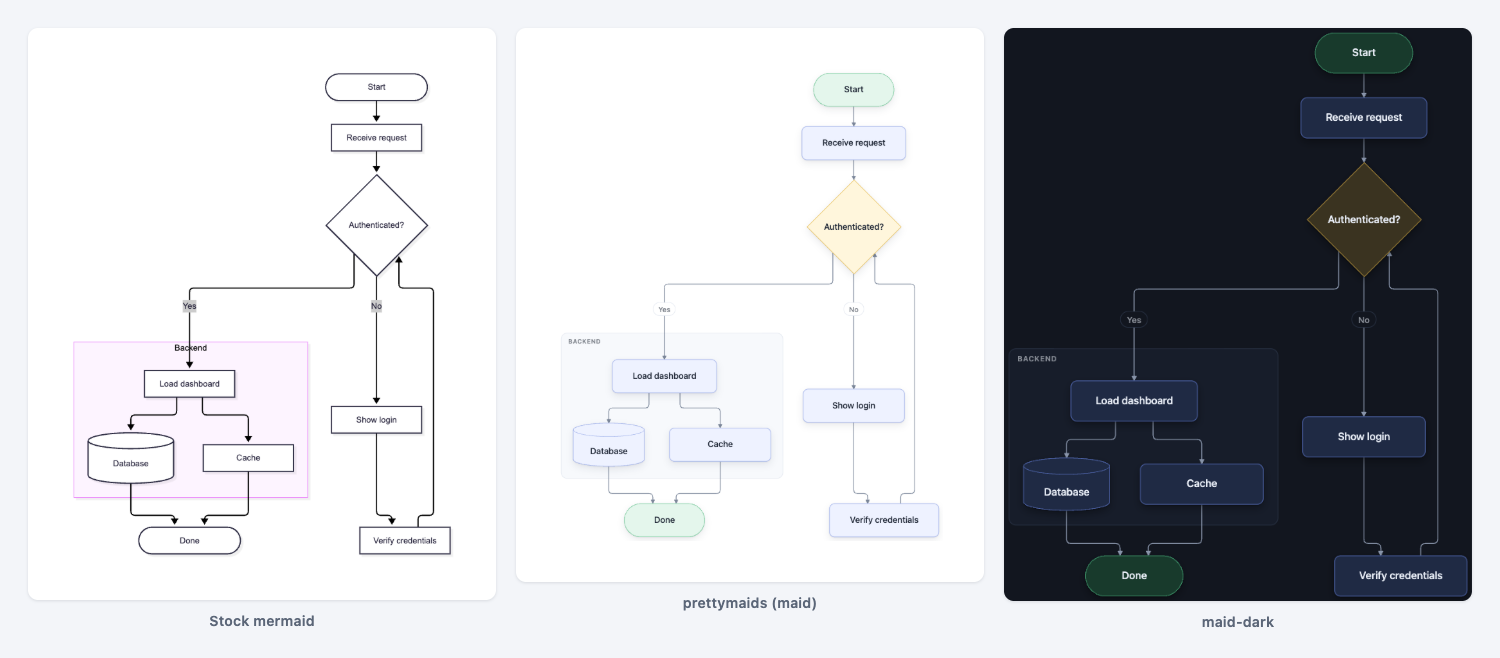 Start
Receive request
Authenticated?
Yes
No
Backend
Load dashboard
Show login
Database
Cache
Done
Verify credentials
Stock mermaid
Start
Receive request
Authenticated?
Yes
No
BACKEND
Load dashboard
Show login
Database
Cache
Done
Verify credentials
prettymaids (maid)
Start
Receive request
Authenticated?
Yes
No
BACKEND
Load dashboard
Show login
Database
Cache
Done
Verify credentials
maid-dark